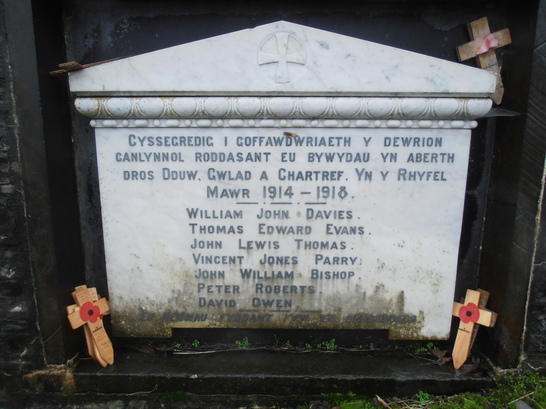 CYSSEGREDIG I GOFFAWDWRIAETH Y DEWRION
CANLYNNOL RODDASANT EU BYWYDAU YN ABERTH
DROS DDUW, GWLAD A CHARTREF. YN Y RHYFEL
MAWR 1914-1918.
WILLIAM JOHN DAVIES.
THOMAS EDWARD EVANS.
JOHN LEWIS THOMAS.
VINCENT JONES PARRY.
JOHN WILLIAM BISHOP.
PETER ROBERTS.
DAVID OWEN.